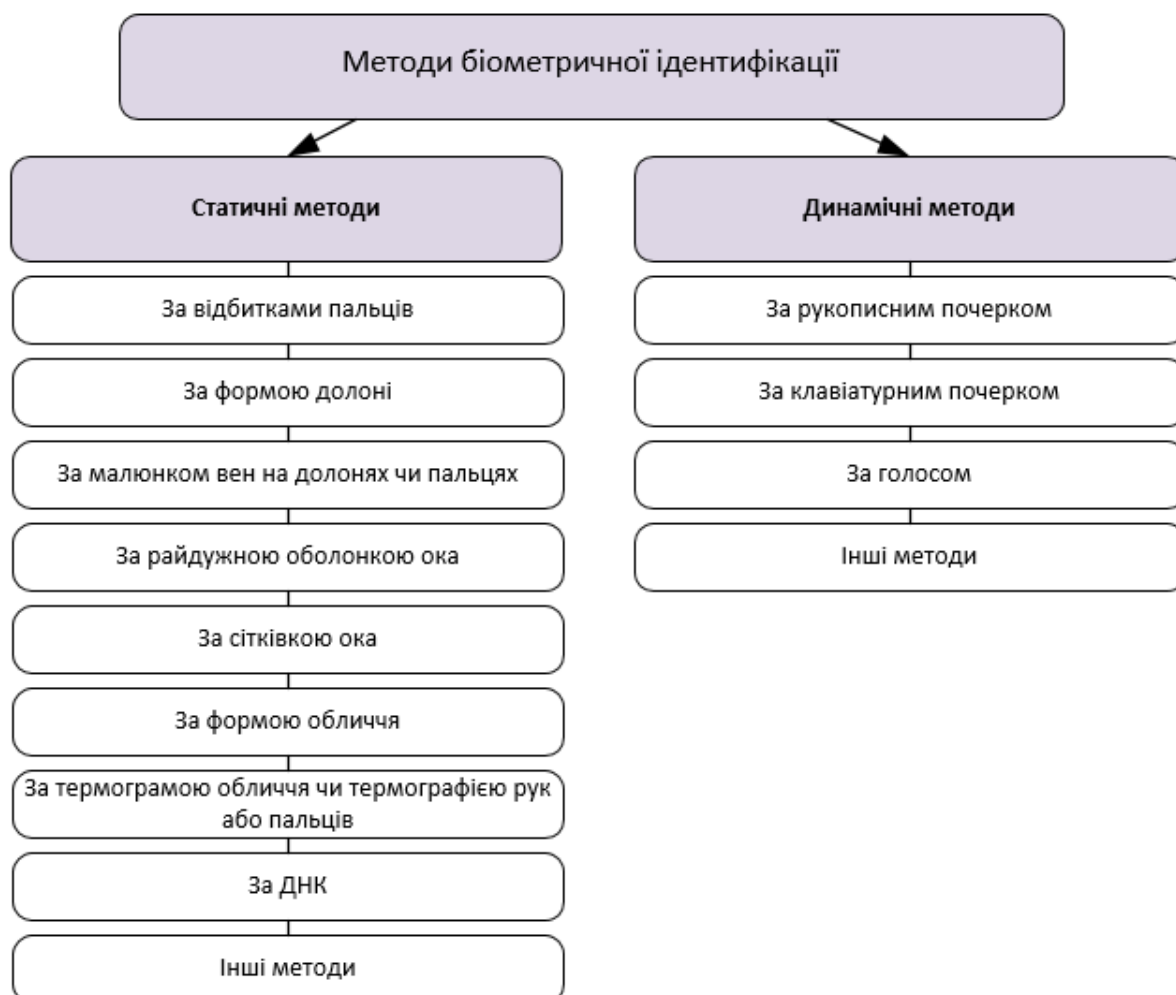 Методи біометричної ідентифікації
Статичні методи
За відбитками пальців
За формою долоні
За малюнком вен на долонях чи пальцях
За райдужною оболонкою ока
За сітківкою ока
За формою обличчя
За термограмою обличчя чи термографією рук
або пальців
За ДНК
Інші методи
Динамічні методи
За рукописним почерком
За клавіатурним почерком
За голосом
Інші методи